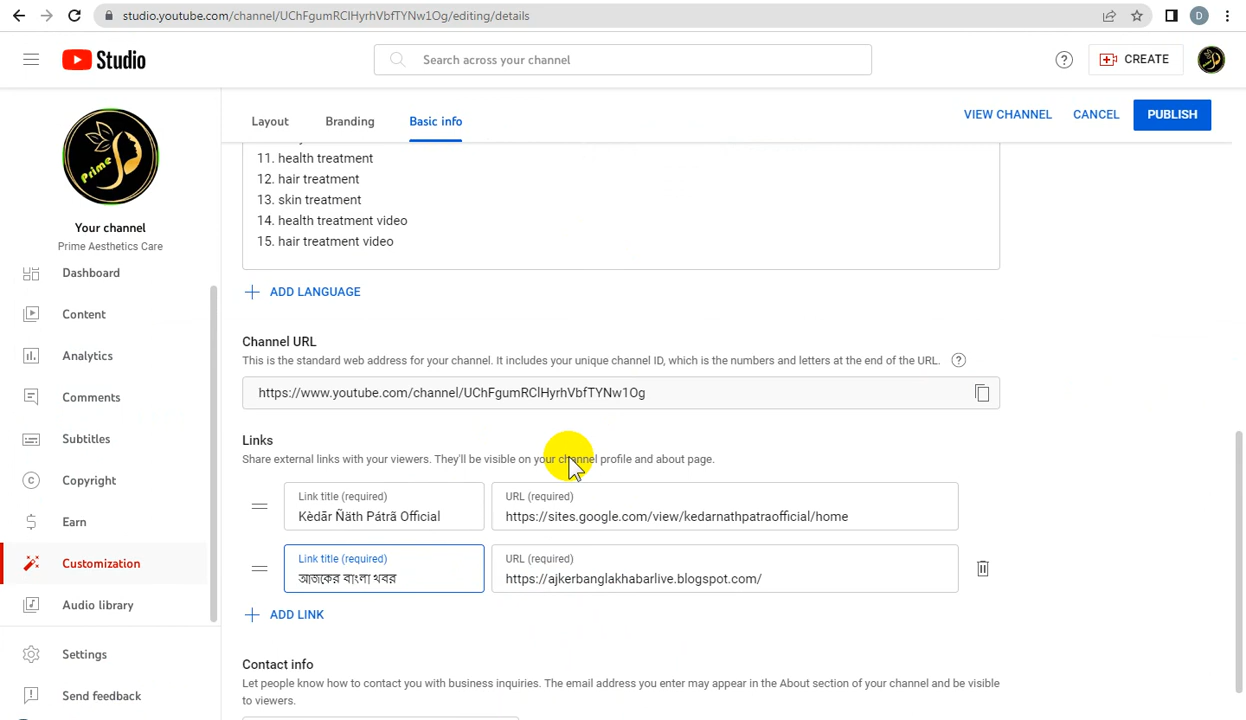 studio.youtube.com/channel/UChFgumRClHyrhVbfTYNw1Og/editing/details
D
Studio
Search across your channel
CREATE
Prime
Your channel
Prime Aesthetics Care
Dashboard
Content
Analytics
Comments
Subtitles
Copyright
Earn
Customization
Audio library
Settings
Send feedback
Layout
Branding
Basic info
VIEW CHANNEL
CANCEL
PUBLISH
11. health treatment
12. hair treatment
13. skin treatment
14. health treatment video
15. hair treatment video
ADD LANGUAGE
Channel URL
This is the standard web address for your channel. It includes your unique channel ID, which is the numbers and letters at the end of the URL.
https://www.youtube.com/channel/UChFgumRClHyrhVbfTYNw1Og
Links
Share external links with your viewers. They'll be visible on your channel profile and about page.
Link title (required)
Kèdãr Ñäth Pátrã Official
URL (required)
https://sites.google.com/view/kedarnathpatraofficial/home
Link title (required)
আজকের বাংলা খবর
URL (required)
https://ajkerbanglakhabarlive.blogspot.com/
ADD LINK
Contact info
Let people know how to contact you with business inquiries. The email address you enter may appear in the About section of your channel and be visible
to viewers.